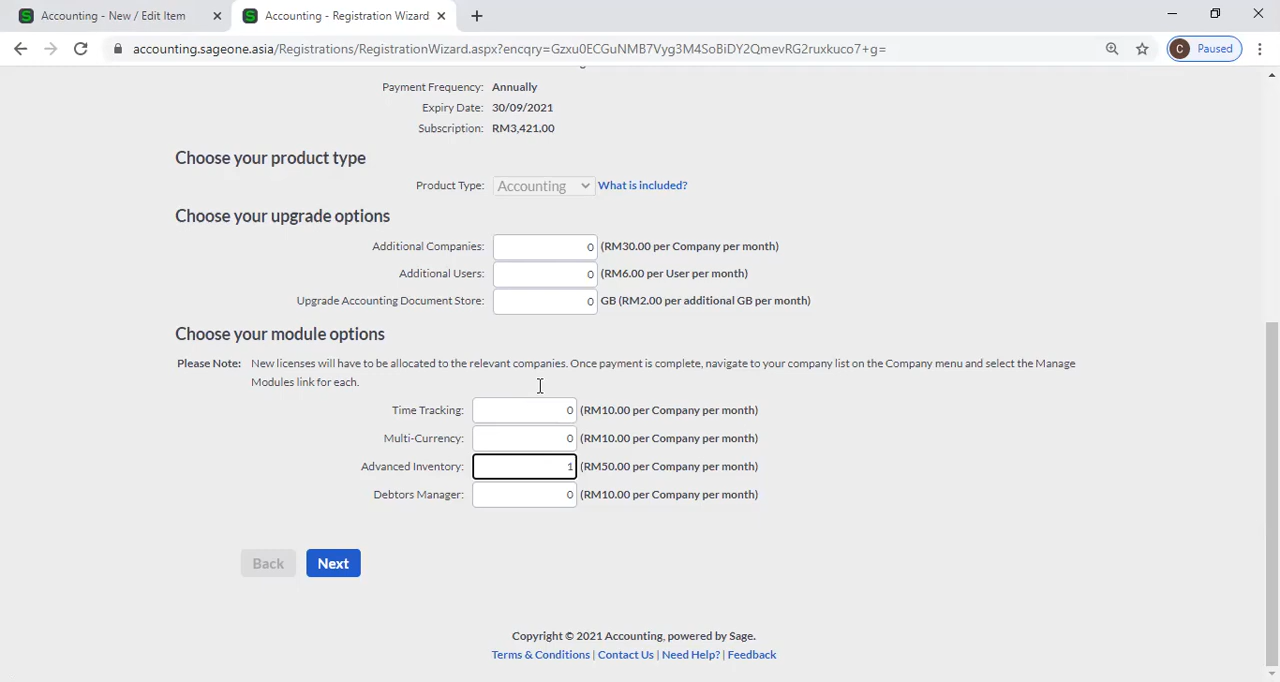 Accounting - New / Edit Item
Accounting - Registration Wizard
accounting.sageone.asia/Registrations/RegistrationWizard.aspx?encqry=Gzxu0ECGuNMB7Vyg3M4SoBiDY2QmevRG2ruxkuco7+g=
C Paused
Payment Frequency: Annually
Expiry Date: 30/09/2021
Subscription: RM3,421.00
Choose your product type
Product Type: Accounting What is included?
Choose your upgrade options
Additional Companies: 0 (RM30.00 per Company per month)
Additional Users: 0 (RM6.00 per User per month)
Upgrade Accounting Document Store: 0 GB (RM2.00 per additional GB per month)
Choose your module options
Please Note: New licenses will have to be allocated to the relevant companies. Once payment is complete, navigate to your company list on the Company menu and select the Manage
Modules link for each.
Time Tracking: 0 (RM10.00 per Company per month)
Multi-Currency: 0 (RM10.00 per Company per month)
Advanced Inventory: 1 (RM50.00 per Company per month)
Debtors Manager: 0 (RM10.00 per Company per month)
Back Next
Copyright © 2021 Accounting, powered by Sage.
Terms & Conditions | Contact Us | Need Help? | Feedback